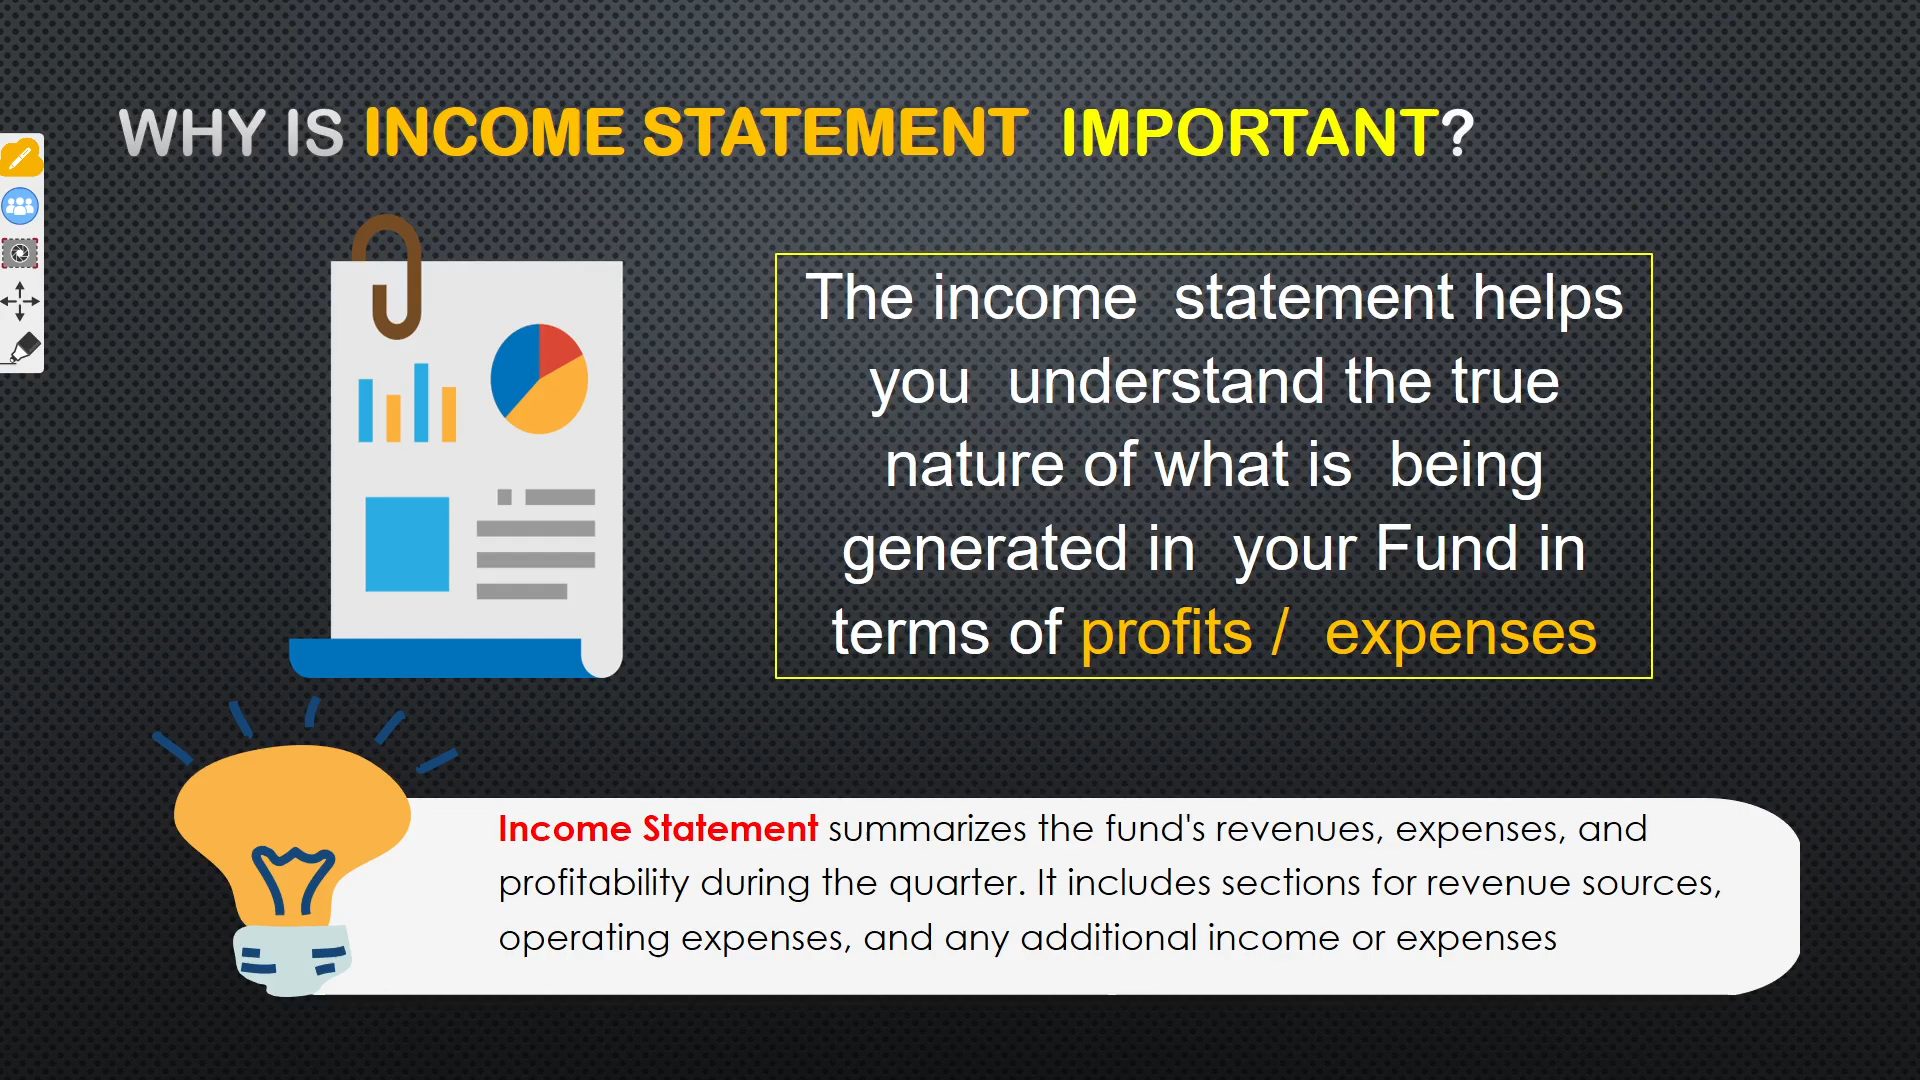 WHY IS INCOME STATEMENT IMPORTANT?
The income statement helps
you understand the true
nature of what is being
generated in your Fund in
terms of profits / expenses
Income Statement summarizes the fund's revenues, expenses, and
profitability during the quarter. It includes sections for revenue sources,
operating expenses, and any additional income or expenses